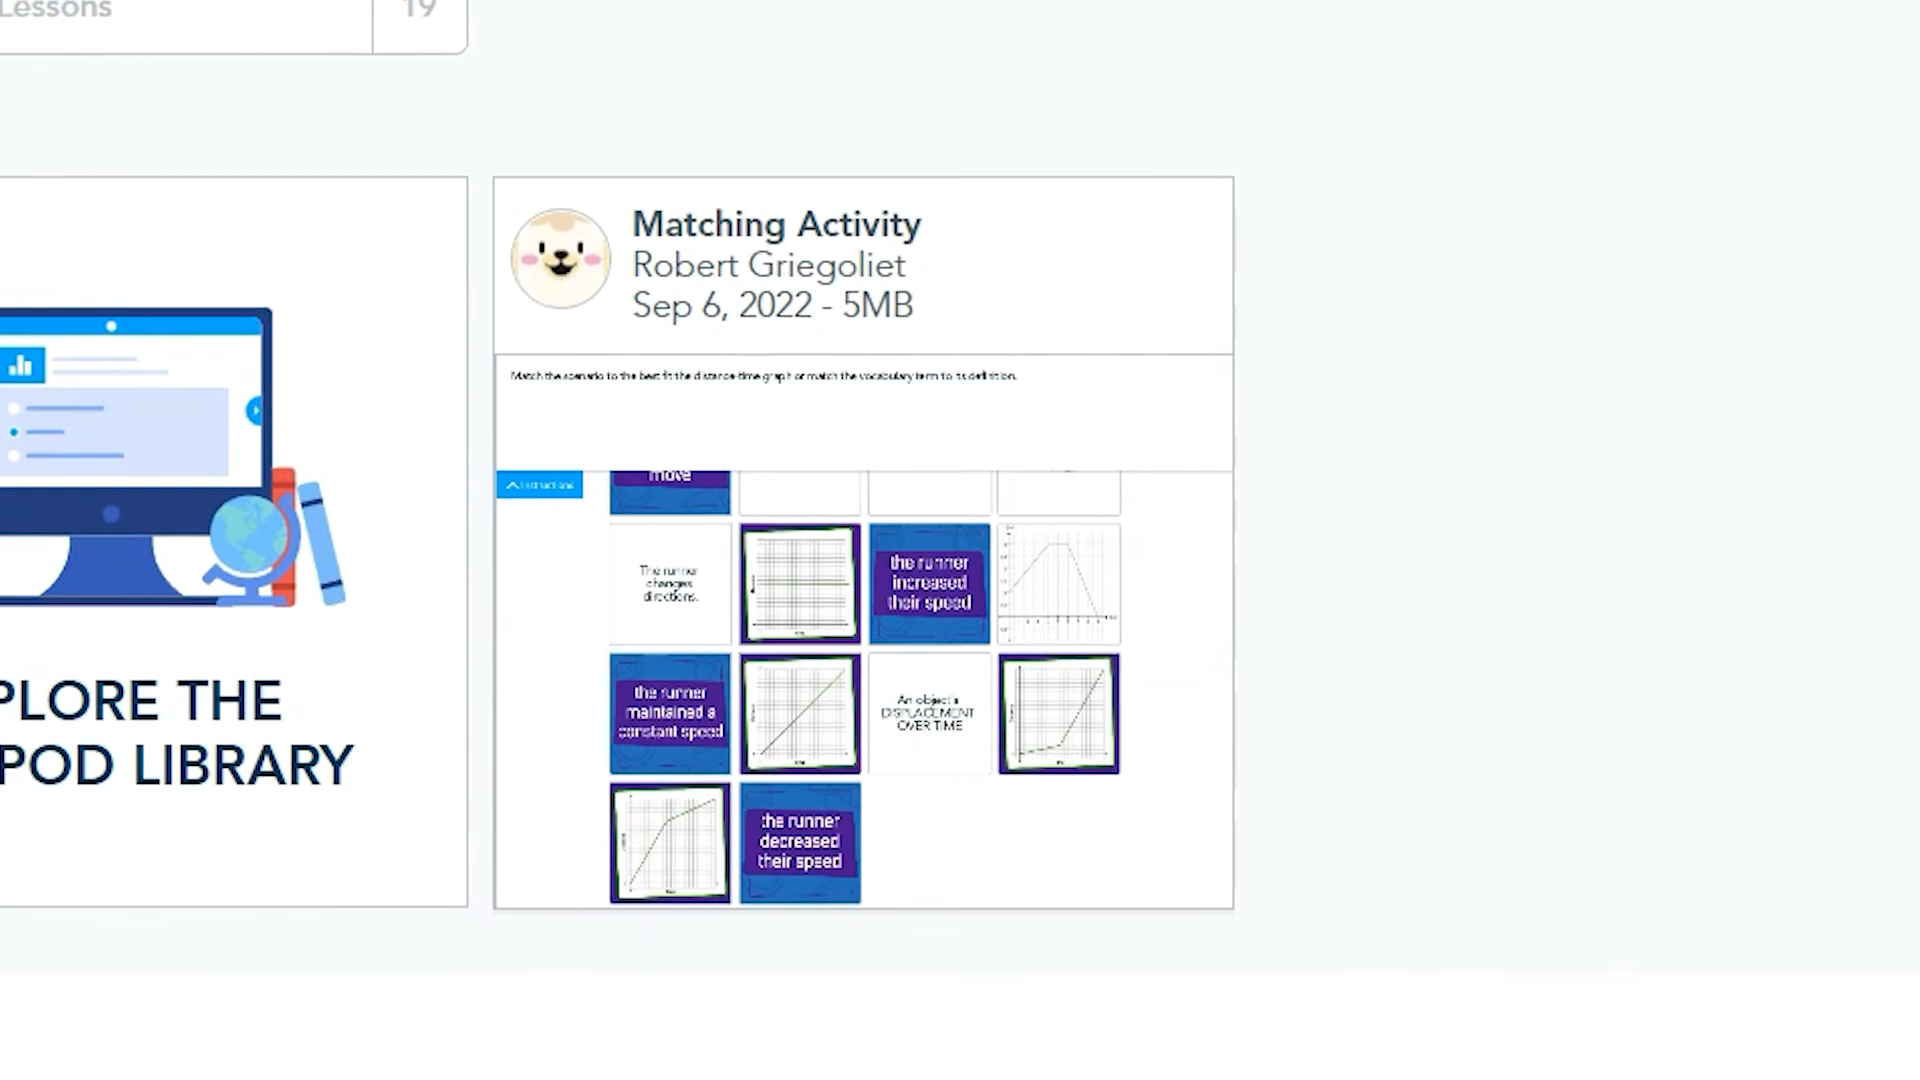 Lessons
19
PLORE THE
POD LIBRARY
Matching Activity
Robert Griegoliet
Sep 6, 2022 - 5MB
Match the scenario to the best fit the distance-time graph or match the vocabulary term to its definition.
Instructions
move
The runner
changes
directions.
the runner
increased
their speed
the runner
maintained a
constant speed
An object's
DISPLACEMENT
OVER TIME
the runner
decreased
their speed